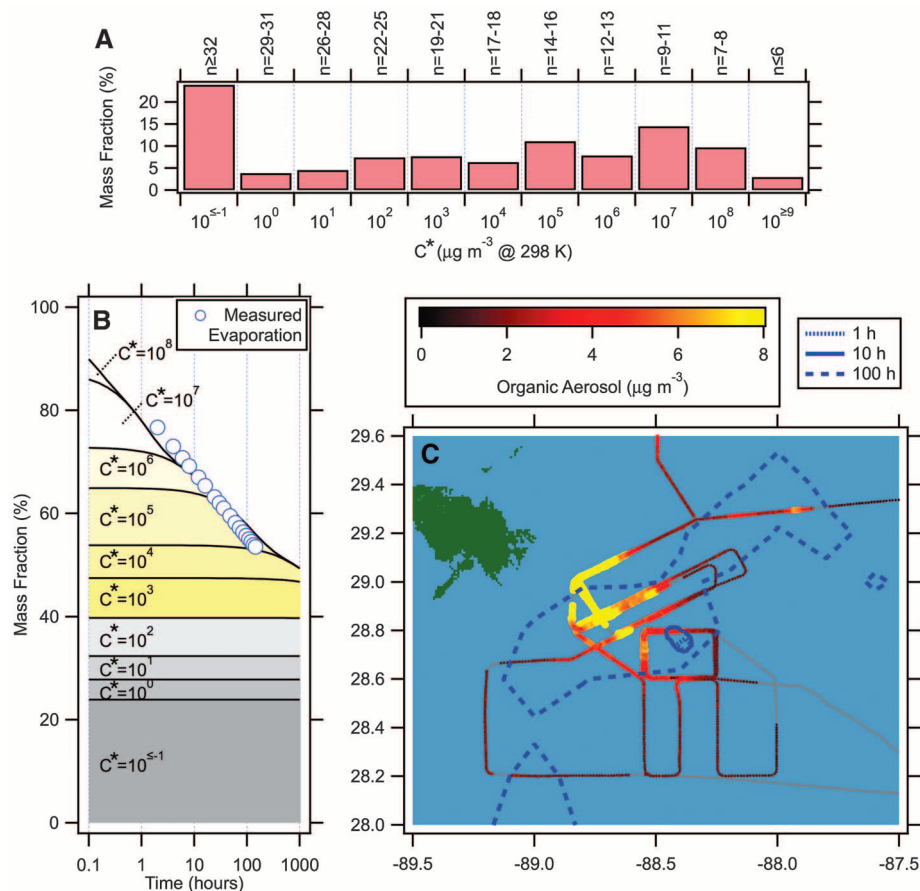 A
n≥32 n=29-31 n=26-28 n=22-25 n=19-21 n=17-18 n=14-16 n=12-13 n=9-11 n=7-8 n≤6
Mass Fraction (%)
20
15
10
5
0
10^≤-1 10^0 10^1 10^2 10^3 10^4 10^5 10^6 10^7 10^8 10^≥9
C* (µg m^-3 @ 298 K)
B
Measured
Evaporation
Mass Fraction (%)
100
80
60
40
20
0
C*=10^8
C*=10^7
C*=10^6
C*=10^5
C*=10^4
C*=10^3
C*=10^2
C*=10^1
C*=10^0
C*=10^≤-1
0.1 1 10 100 1000
Time (hours)
0 2 4 6 8
Organic Aerosol (µg m^-3)
1 h
10 h
100 h
C
29.6
29.4
29.2
29.0
28.8
28.6
28.4
28.2
28.0
-89.5 -89.0 -88.5 -88.0 -87.5